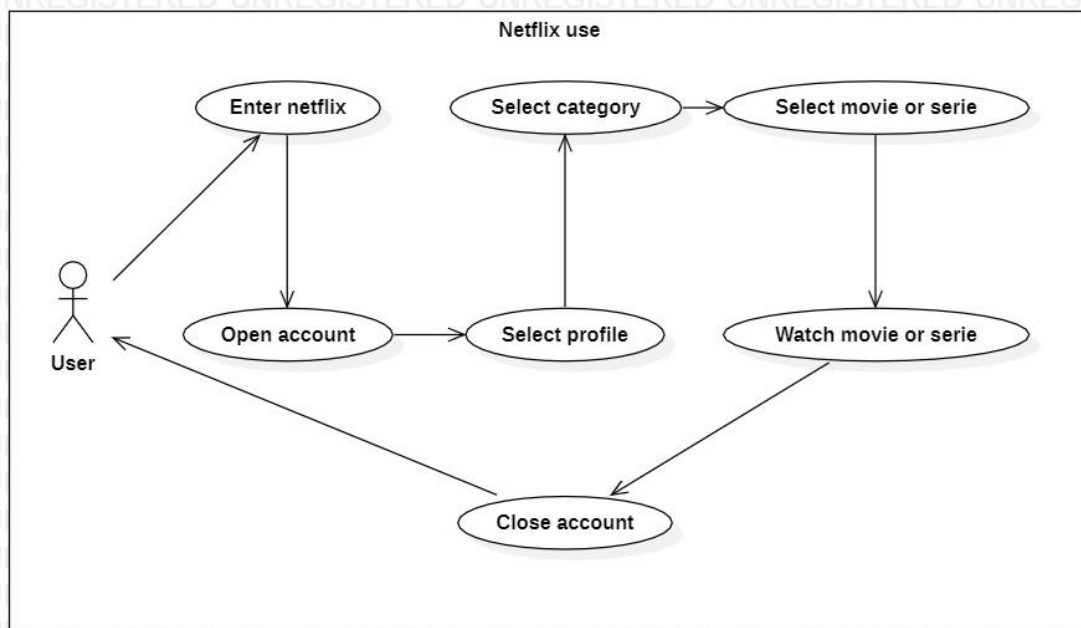 NREGISTERED UNREGISTERED UNREGISTERED UNREGISTERED UNREG
Netflix use
Enter netflix
Select category
Select movie or serie
User
Open account
Select profile
Watch movie or serie
Close account